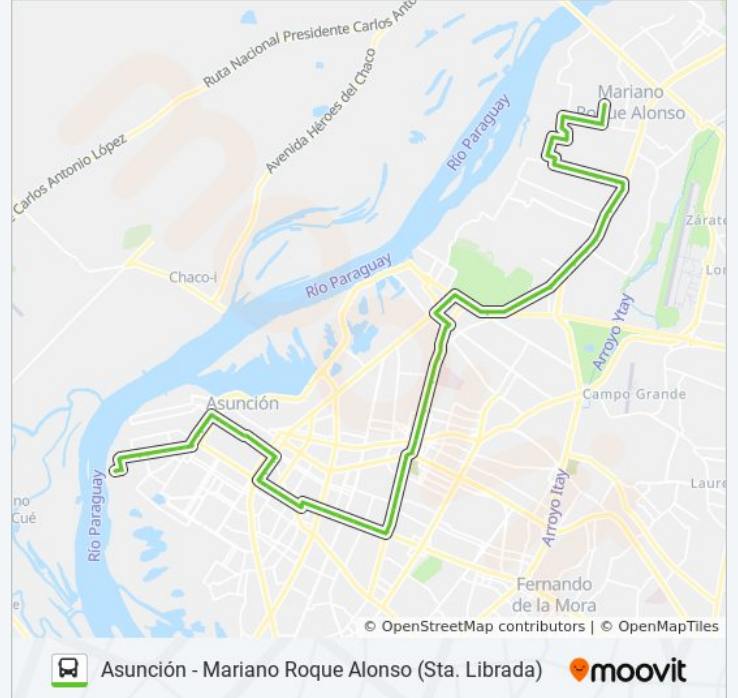 Ruta Nacional Presidente Carlos Anto
Avenida Héroes del Chaco
e Carlos Antonio López
Mariano
Roque Alonso
Río Paraguay
Zárate
Lor
Chaco-i
Río Paraguay
Arroyo Ytay
Asunción
Campo Grande
Río Paraguay
no
Cué
Arroyo Itay
Laure
e
Fernando
de la Mora
© OpenStreetMap contributors | © OpenMapTiles
Asunción - Mariano Roque Alonso (Sta. Librada)
moovit